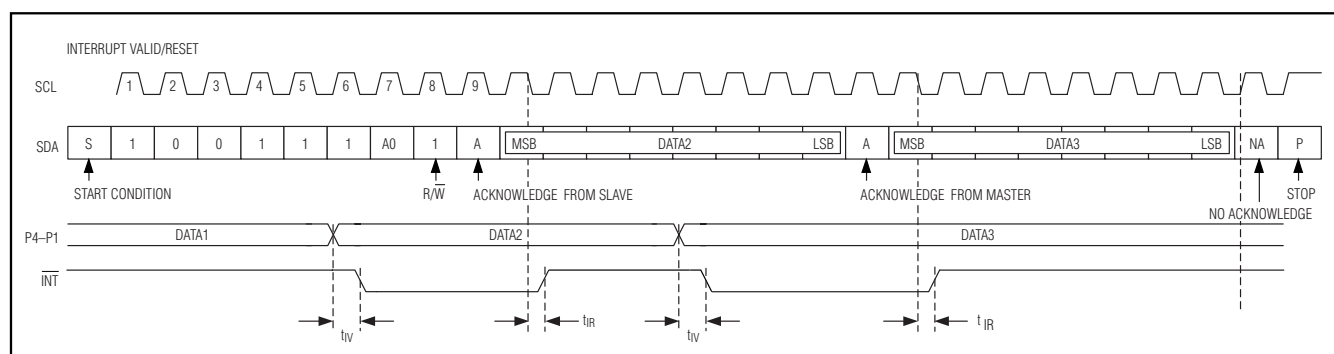 INTERRUPT VALID/RESET
SCL 1 2 3 4 5 6 7 8 9
SDA S 1 0 0 1 1 1 A0 1 A MSB DATA2 LSB A MSB DATA3 LSB NA P
START CONDITION R/W̅ ACKNOWLEDGE FROM SLAVE ACKNOWLEDGE FROM MASTER STOP
NO ACKNOWLEDGE
P4–P1 DATA1 DATA2 DATA3
I̅N̅T̅
tIV tIR tIV tIR